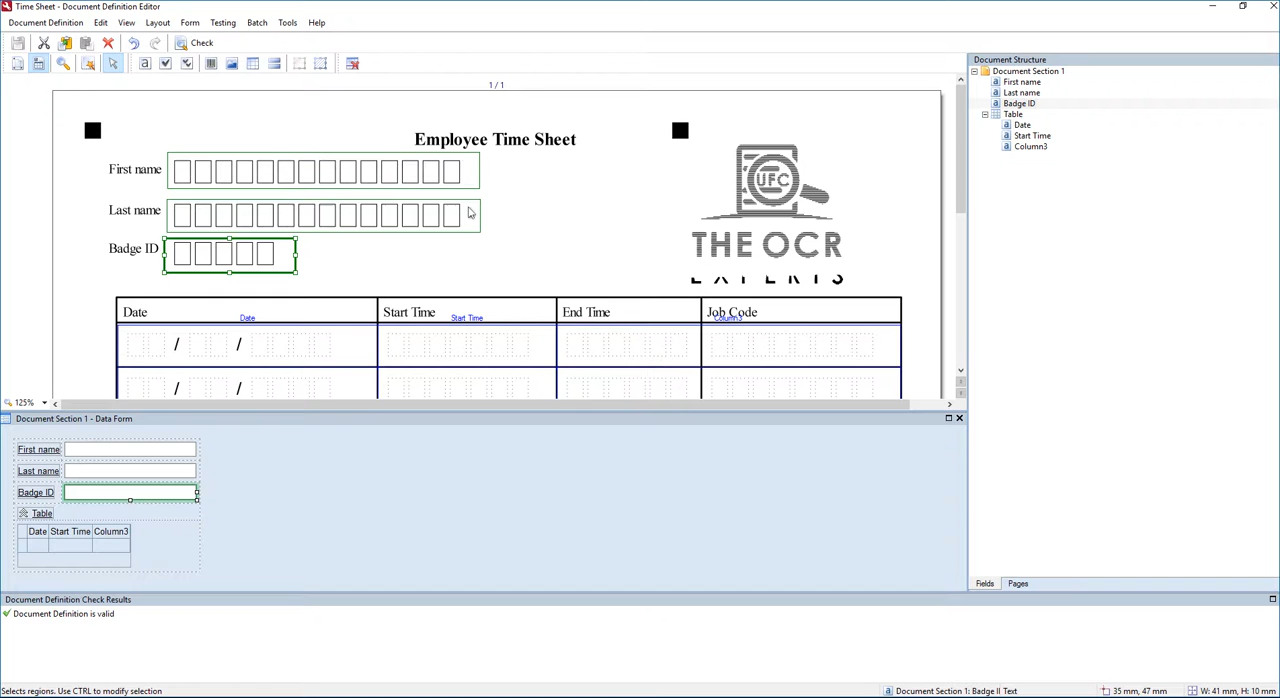 Time Sheet - Document Definition Editor
Document Definition Edit View Layout Form Testing Batch Tools Help
Check
1 / 1
Employee Time Sheet
First name
Last name
Badge ID
UFC
THE OCR
EXPERTS
Date Start Time End Time Job Code
Date Start Time Column3
/ /
/ /
125%
Document Section 1 - Data Form
First name
Last name
Badge ID
Table
Date Start Time Column3
Document Structure
Document Section 1
First name
Last name
Badge ID
Table
Date
Start Time
Column3
Fields Pages
Document Definition Check Results
Document Definition is valid
Selects regions. Use CTRL to modify selection
Document Section 1: Badge II Text
35 mm, 47 mm
W: 41 mm, H: 10 mm